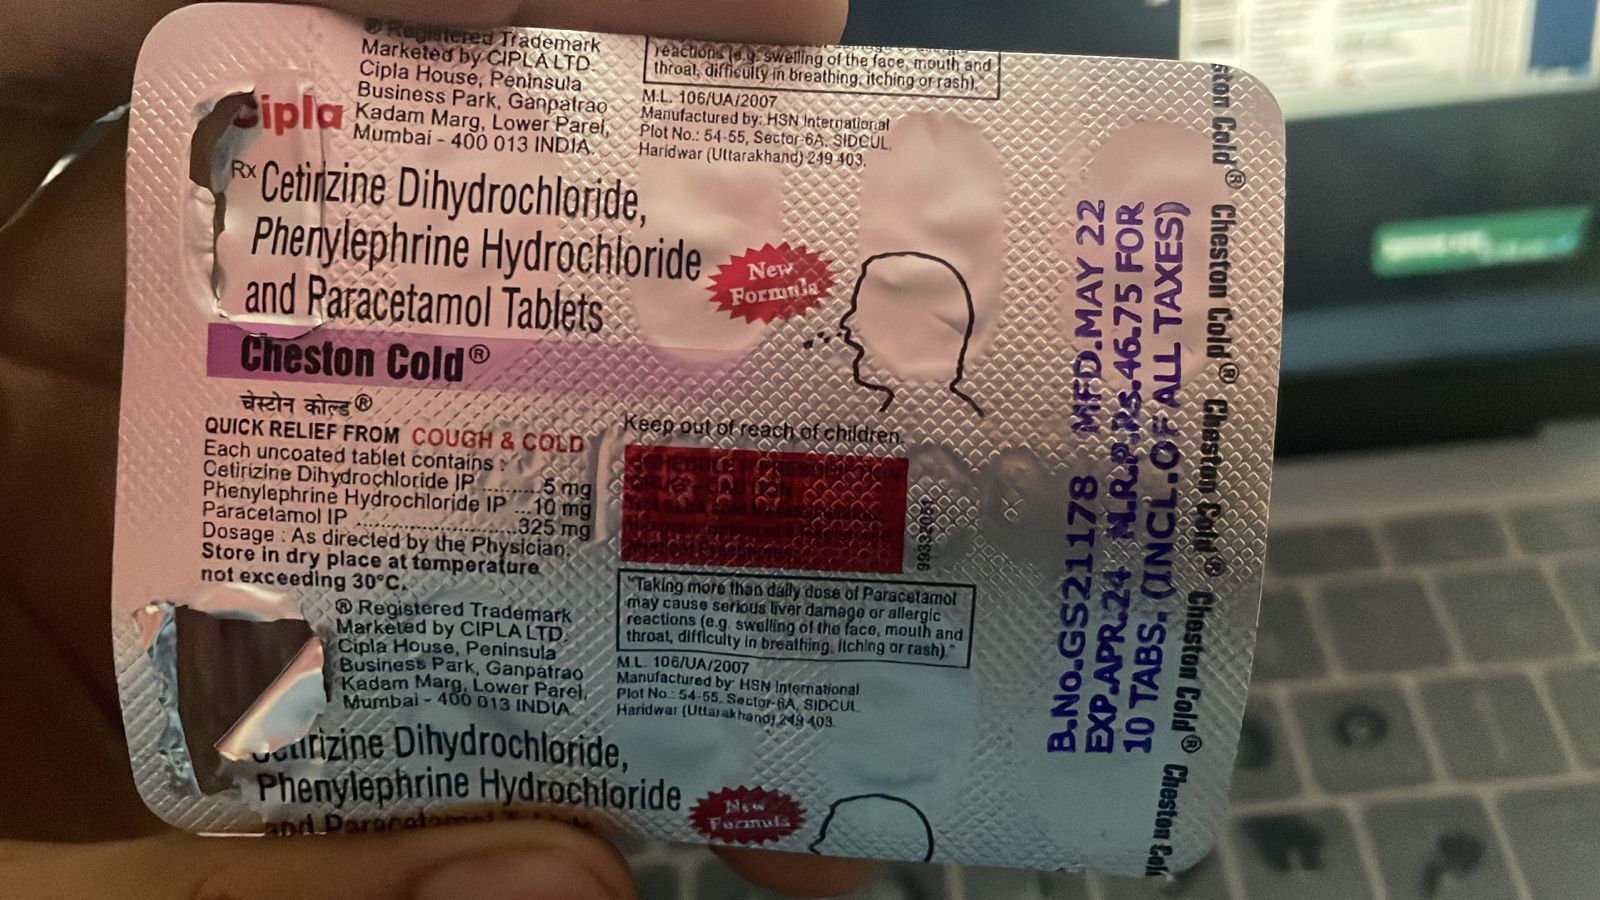 ® Registered Trademark
Marketed by CIPLA LTD.
Cipla House, Peninsula
Business Park, Ganpatrao
Kadam Marg, Lower Parel,
Mumbai - 400 013 INDIA.
Cipla
reactions (e.g. swelling of the face, mouth and
throat, difficulty in breathing, itching or rash)."
M.L. 106/UA/2007
Manufactured by: HSN International
Plot No.: 54-55, Sector-6A, SIDCUL,
Haridwar (Uttarakhand) 249 403.
Rx Cetirizine Dihydrochloride,
Phenylephrine Hydrochloride
and Paracetamol Tablets
New
Formula
Cheston Cold®
चेस्टोन कोल्ड®
QUICK RELIEF FROM COUGH & COLD
Each uncoated tablet contains :
Cetirizine Dihydrochloride IP ..........5 mg
Phenylephrine Hydrochloride IP ...10 mg
Paracetamol IP ..........................325 mg
Dosage : As directed by the Physician.
Store in dry place at temperature
not exceeding 30°C.
Keep out of reach of children.
"Taking more than daily dose of Paracetamol
may cause serious liver damage or allergic
reactions (e.g. swelling of the face, mouth and
throat, difficulty in breathing, itching or rash)."
M.L. 106/UA/2007
Manufactured by: HSN International
Plot No.: 54-55, Sector-6A, SIDCUL,
Haridwar (Uttarakhand) 249 403.
® Registered Trademark
Marketed by CIPLA LTD.
Cipla House, Peninsula
Business Park, Ganpatrao
Kadam Marg, Lower Parel,
Mumbai - 400 013 INDIA.
Cetirizine Dihydrochloride,
Phenylephrine Hydrochloride
and Paracetamol
New
Formula
B.No.GS21178 MFD.MAY 22
EXP.APR.24 M.R.P.Rs.46.75 FOR
10 TABS. (INCL.OF ALL TAXES)
ston Cold® Cheston Cold® Cheston Cold® Cheston Cold® Cheston Cold